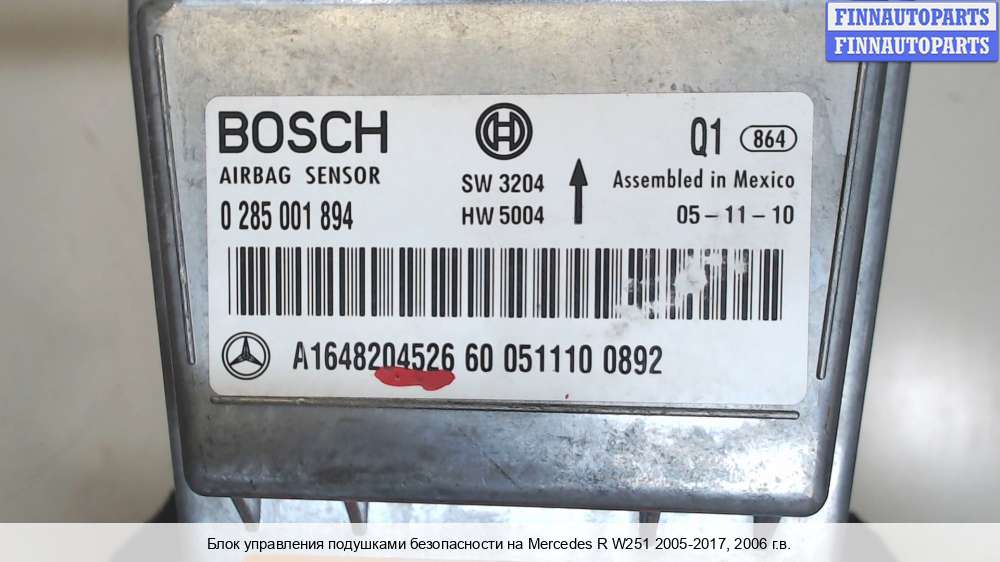 FINNAUTOPARTS
FINNAUTOPARTS
BOSCH
Q1 864
AIRBAG SENSOR
SW 3204
Assembled in Mexico
0 285 001 894
HW 5004
05-11-10
A1648204526 60 051110 0892
Блок управления подушками безопасности на Mercedes R W251 2005-2017, 2006 г.в.